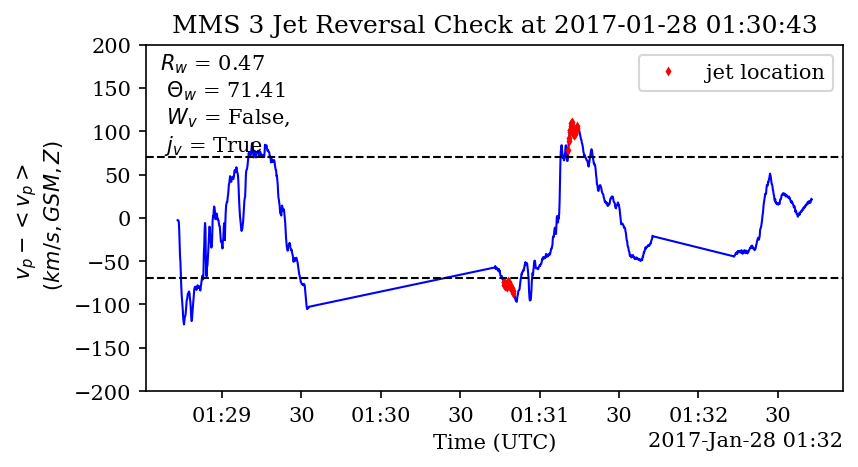 MMS 3 Jet Reversal Check at 2017-01-28 01:30:43
R_w = 0.47
Θ_w = 71.41
W_v = False,
j_v = True
jet location
v_p − < v_p >
(km/s, GSM, Z)
200
150
100
50
0
−50
−100
−150
−200
01:29 30 01:30 30 01:31 30 01:32 30
Time (UTC)
2017-Jan-28 01:32